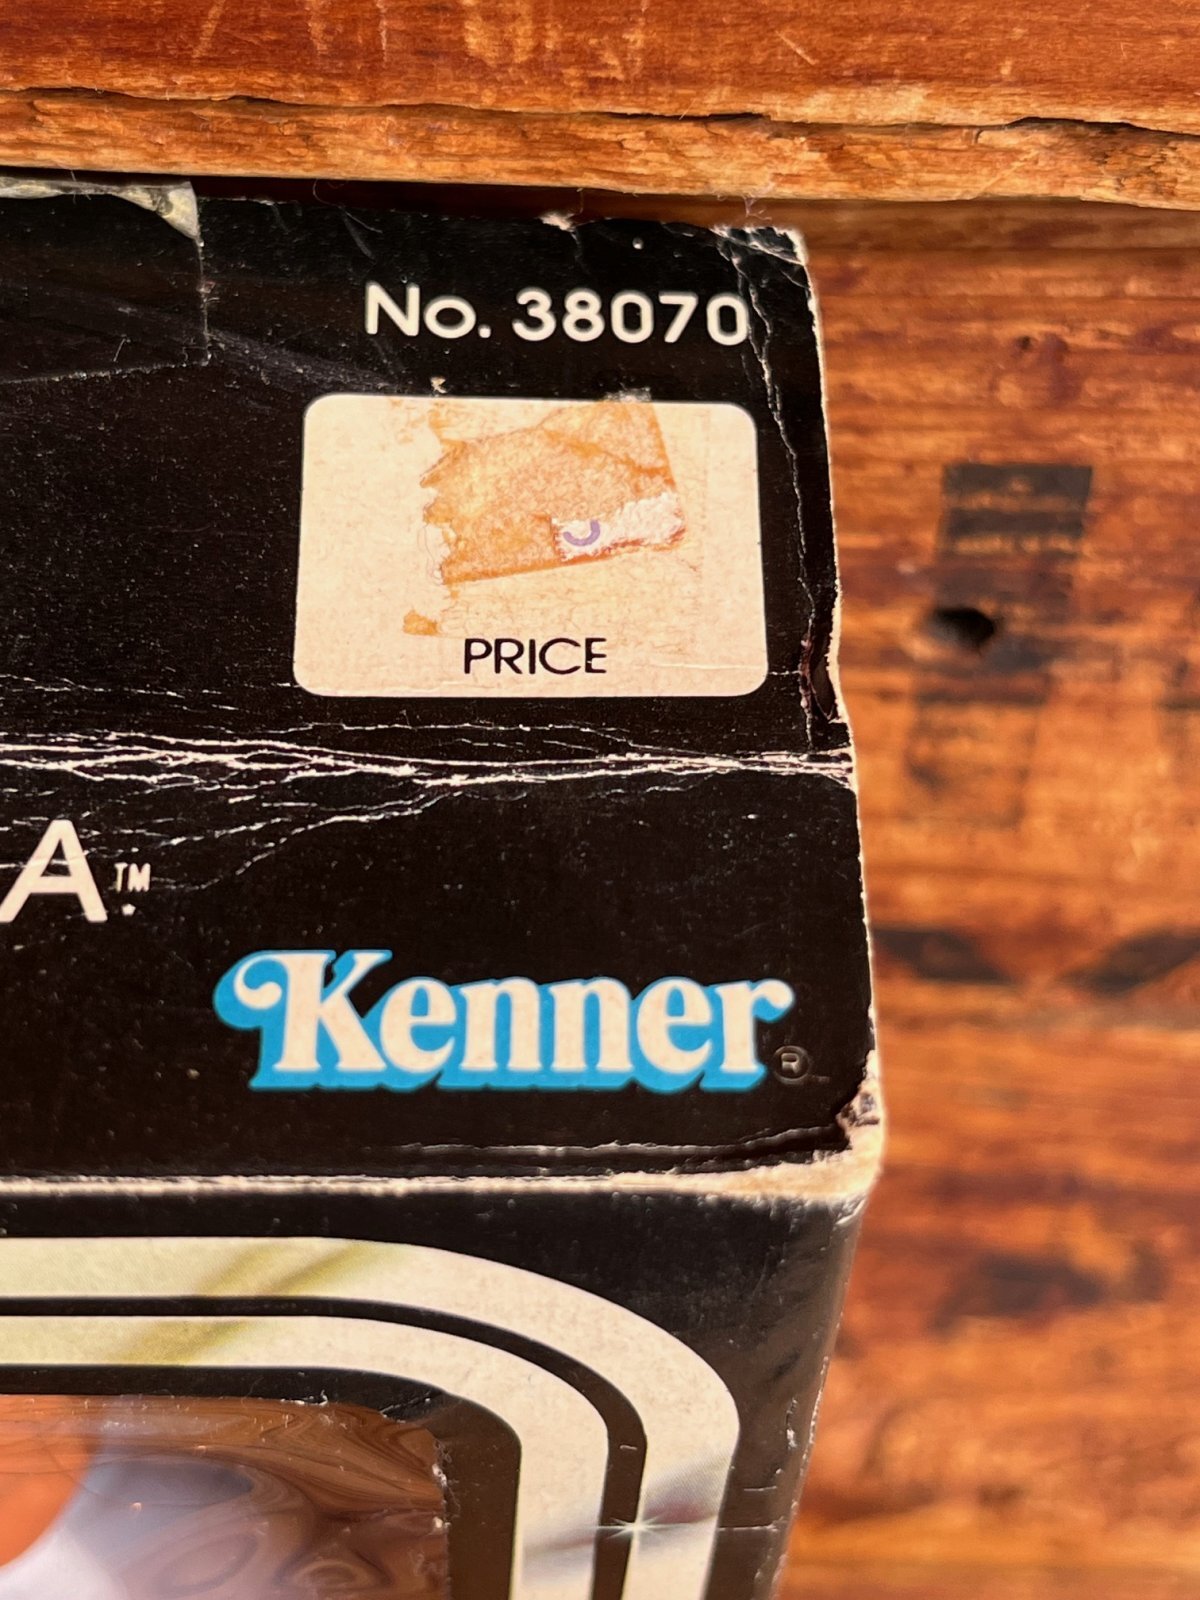 No. 38070
PRICE
A™
Kenner®